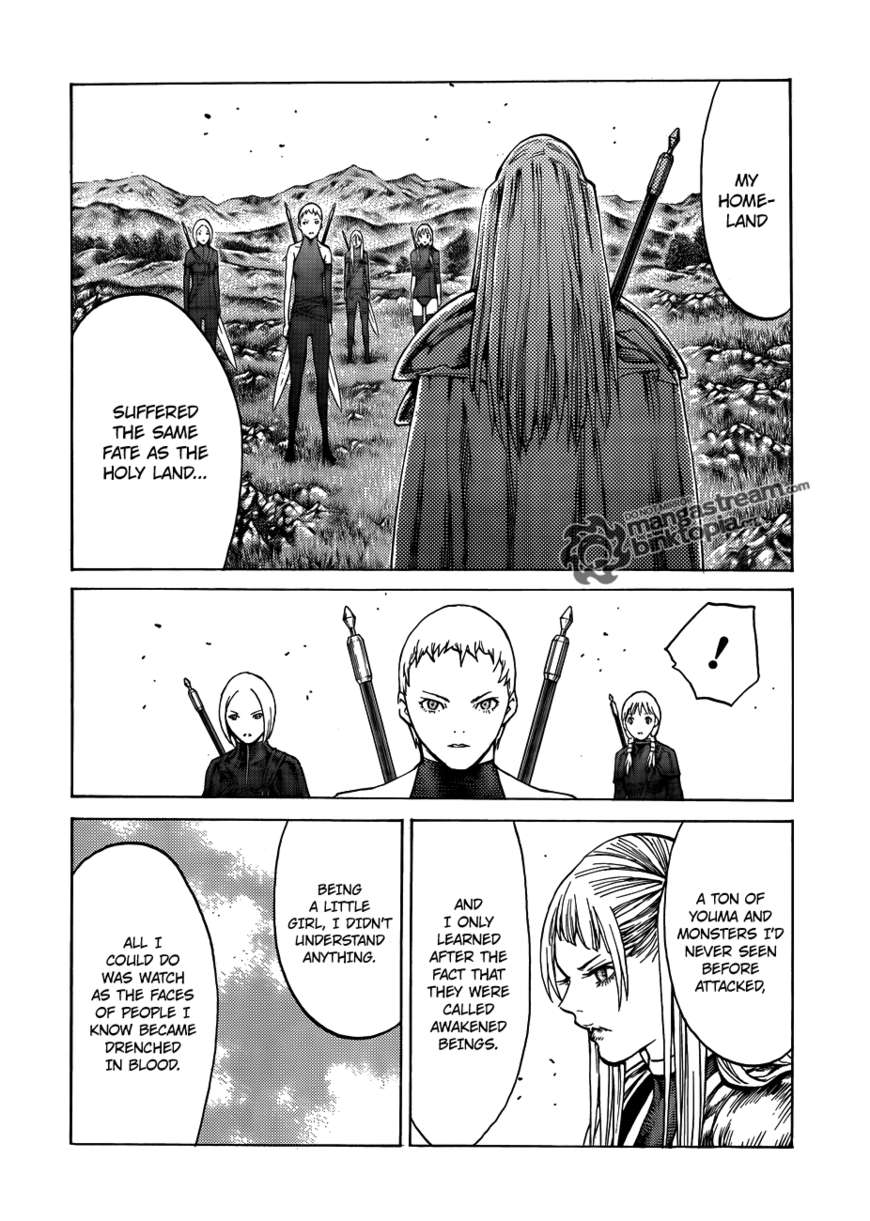 MY
HOME-
LAND
SUFFERED
THE SAME
FATE AS THE
HOLY LAND...
mangastream.com
binktopia
!
A TON OF
YOUMA AND
MONSTERS I'D
NEVER SEEN
BEFORE
ATTACKED,
AND
I ONLY
LEARNED
AFTER THE
FACT THAT
THEY WERE
CALLED
AWAKENED
BEINGS.
BEING
A LITTLE
GIRL, I DIDN'T
UNDERSTAND
ANYTHING.
ALL I
COULD DO
WAS WATCH
AS THE FACES
OF PEOPLE I
KNOW BECAME
DRENCHED
IN BLOOD.